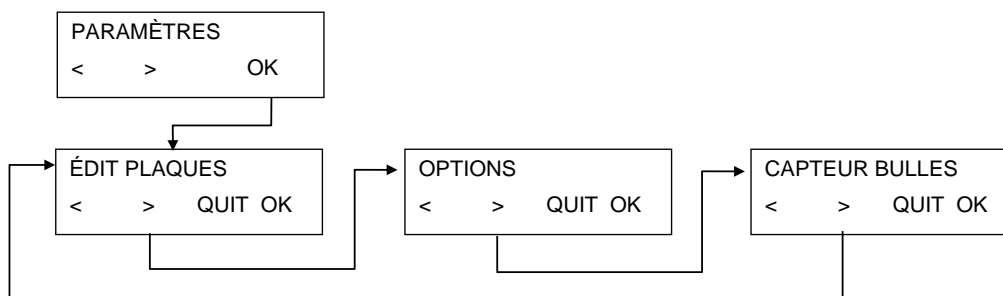 PARAMÈTRES
< > OK
ÉDIT PLAQUES
< > QUIT OK
OPTIONS
< > QUIT OK
CAPTEUR BULLES
< > QUIT OK